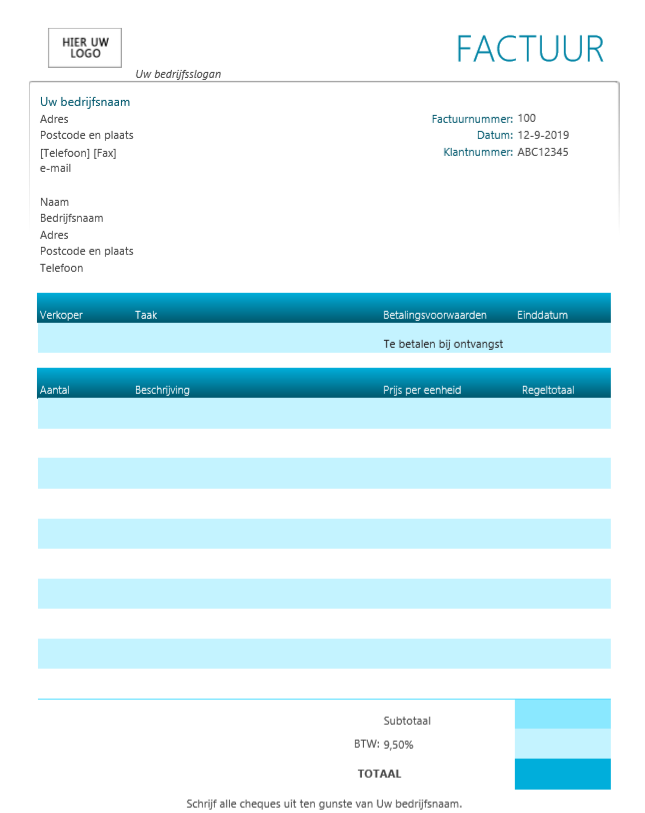 HIER UW
LOGO
FACTUUR
Uw bedrijfsslogan
Uw bedrijfsnaam
Adres
Factuurnummer: 100
Postcode en plaats
Datum: 12-9-2019
[Telefoon] [Fax]
Klantnummer: ABC12345
e-mail
Naam
Bedrijfsnaam
Adres
Postcode en plaats
Telefoon
Verkoper Taak Betalingsvoorwaarden Einddatum
Te betalen bij ontvangst
Aantal Beschrijving Prijs per eenheid Regeltotaal
Subtotaal
BTW: 9,50%
TOTAAL
Schrijf alle cheques uit ten gunste van Uw bedrijfsnaam.